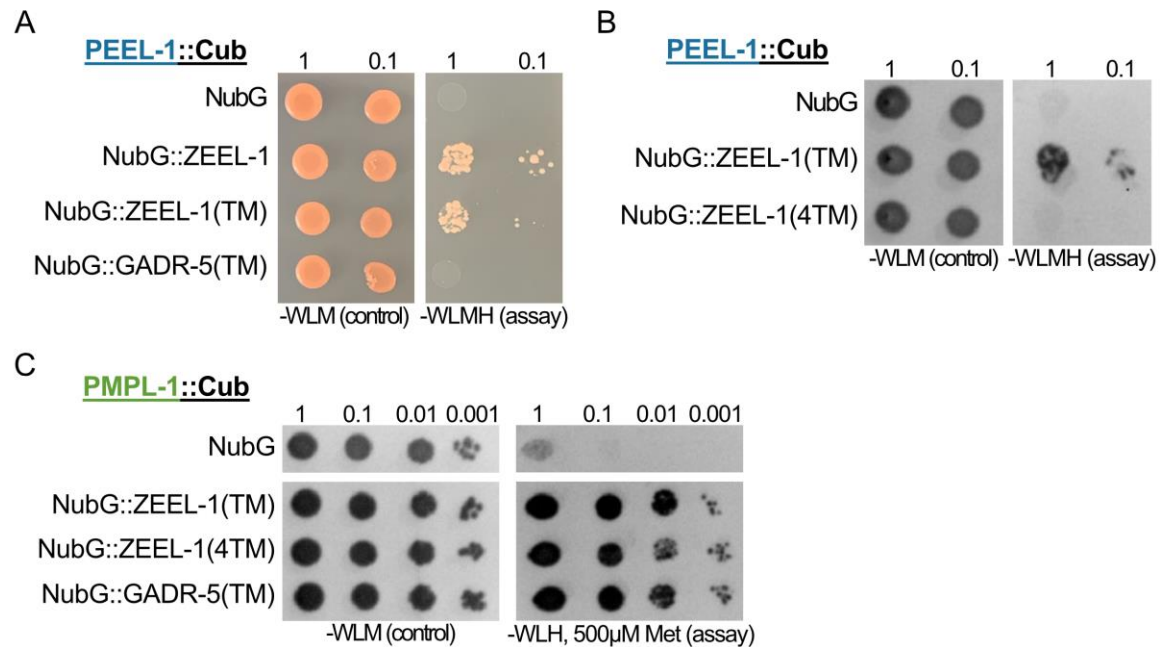 A
PEEL-1::Cub
1 0.1 1 0.1
NubG
NubG::ZEEL-1
NubG::ZEEL-1(TM)
NubG::GADR-5(TM)
-WLM (control) -WLMH (assay)
B
PEEL-1::Cub
1 0.1 1 0.1
NubG
NubG::ZEEL-1(TM)
NubG::ZEEL-1(4TM)
-WLM (control) -WLMH (assay)
C
PMPL-1::Cub
1 0.1 0.01 0.001 1 0.1 0.01 0.001
NubG
NubG::ZEEL-1(TM)
NubG::ZEEL-1(4TM)
NubG::GADR-5(TM)
-WLM (control) -WLH, 500µM Met (assay)